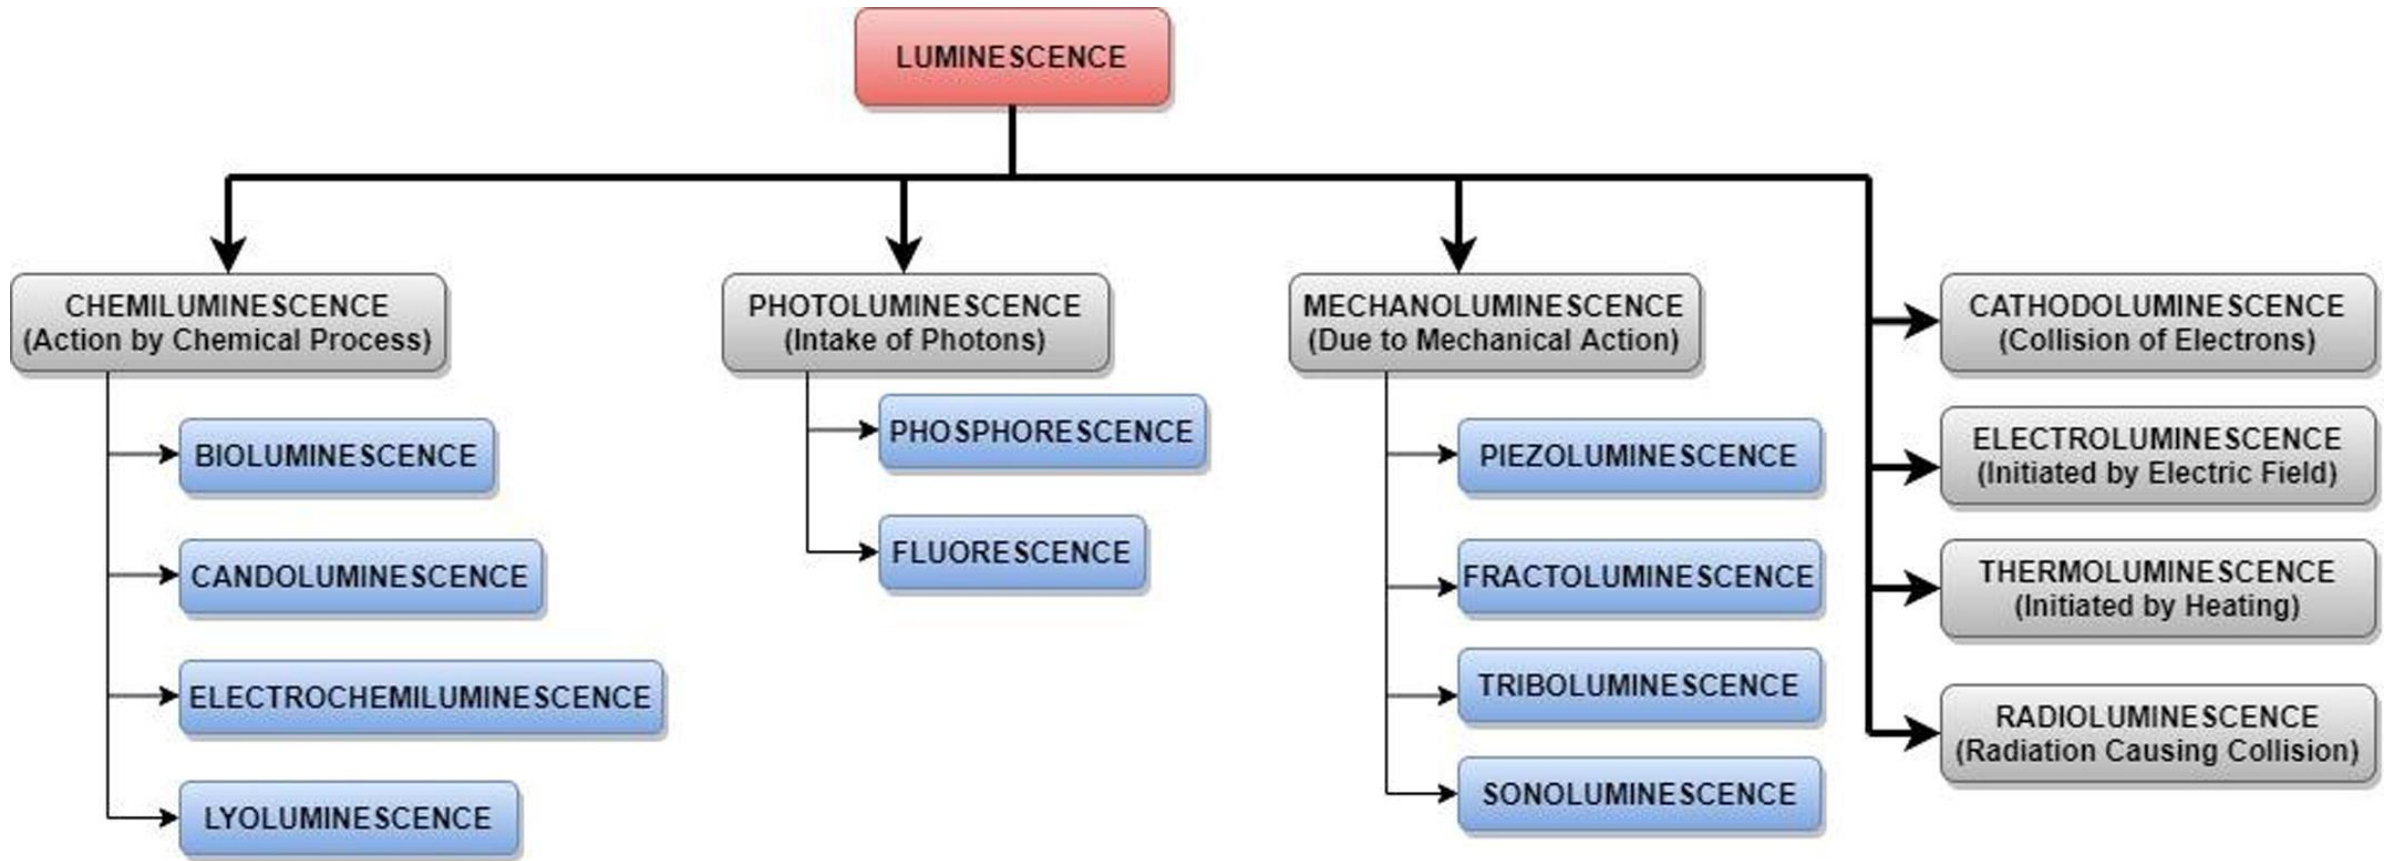 LUMINESCENCE
CHEMILUMINESCENCE
(Action by Chemical Process)
BIOLUMINESCENCE
CANDOLUMINESCENCE
ELECTROCHEMILUMINESCENCE
LYOLUMINESCENCE
PHOTOLUMINESCENCE
(Intake of Photons)
PHOSPHORESCENCE
FLUORESCENCE
MECHANOLUMINESCENCE
(Due to Mechanical Action)
PIEZOLUMINESCENCE
FRACTOLUMINESCENCE
TRIBOLUMINESCENCE
SONOLUMINESCENCE
CATHODOLUMINESCENCE
(Collision of Electrons)
ELECTROLUMINESCENCE
(Initiated by Electric Field)
THERMOLUMINESCENCE
(Initiated by Heating)
RADIOLUMINESCENCE
(Radiation Causing Collision)